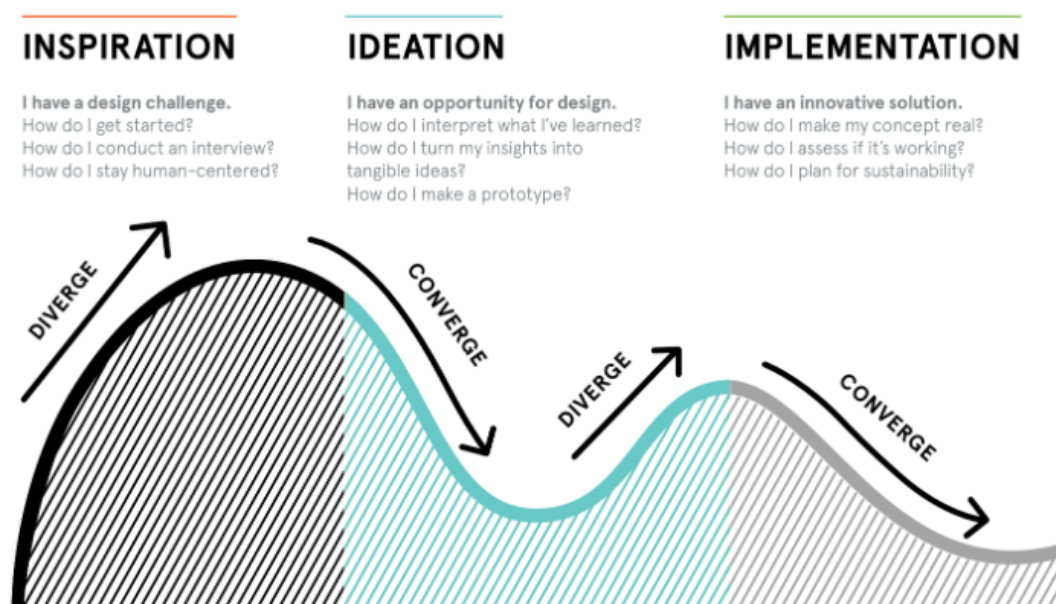 INSPIRATION
I have a design challenge.
How do I get started?
How do I conduct an interview?
How do I stay human-centered?
IDEATION
I have an opportunity for design.
How do I interpret what I've learned?
How do I turn my insights into
tangible ideas?
How do I make a prototype?
IMPLEMENTATION
I have an innovative solution.
How do I make my concept real?
How do I assess if it's working?
How do I plan for sustainability?
DIVERGE
CONVERGE
DIVERGE
CONVERGE